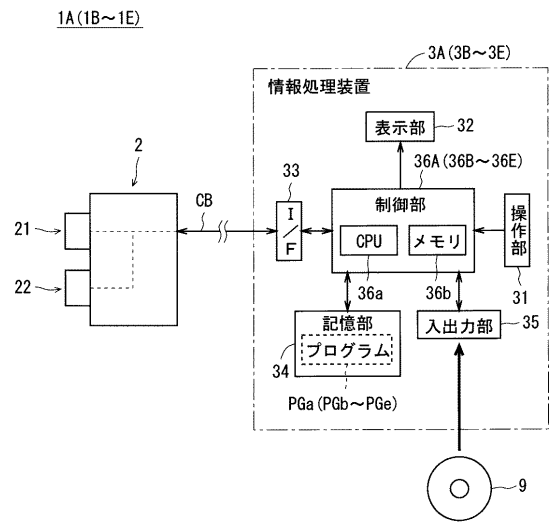 1A(1B～1E)
3A(3B～3E)
情報処理装置
表示部
32
2
33
36A(36B～36E)
21
CB
I/F
制御部
CPU
メモリ
操作部
22
36a
36b
31
記憶部
プログラム
入出力部
35
34
PGa(PGb～PGe)
9